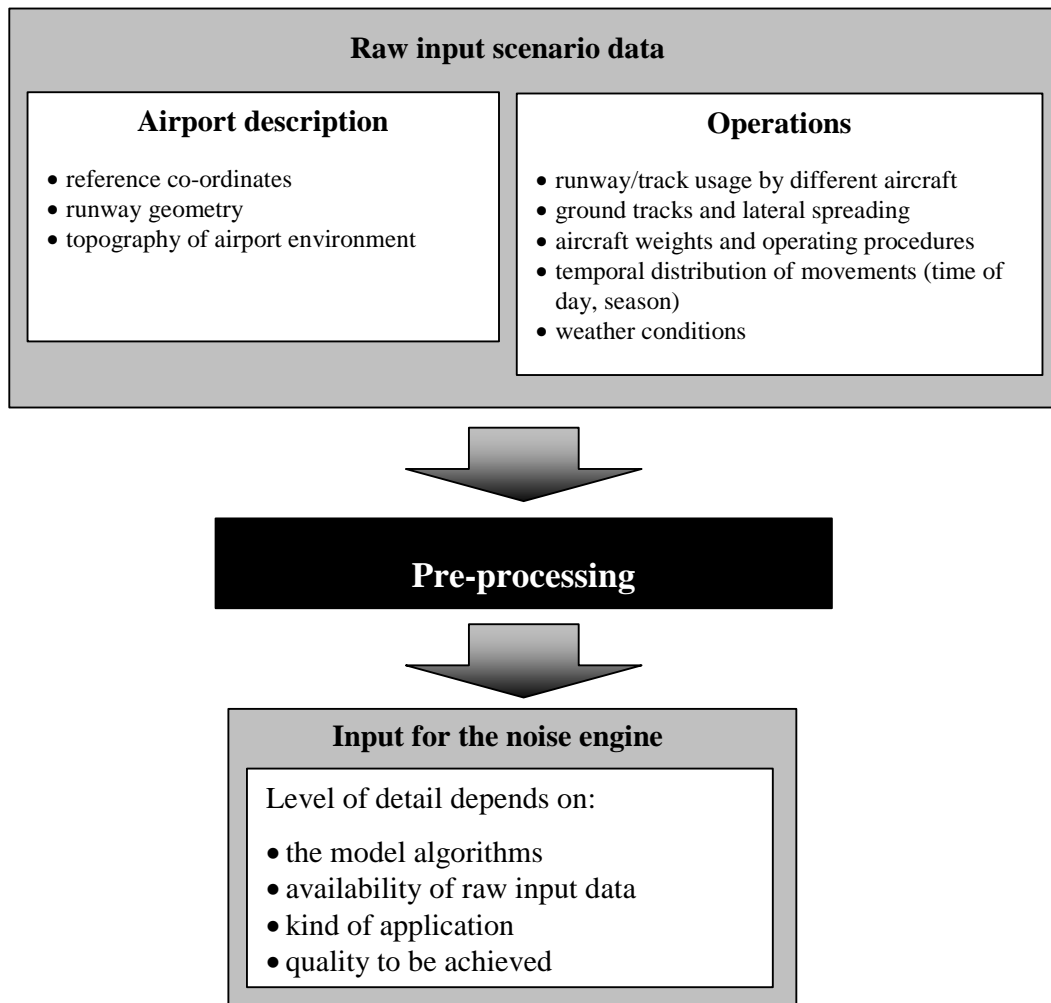 Raw input scenario data
Airport description
• reference co-ordinates
• runway geometry
• topography of airport environment
Operations
• runway/track usage by different aircraft
• ground tracks and lateral spreading
• aircraft weights and operating procedures
• temporal distribution of movements (time of
day, season)
• weather conditions
Pre-processing
Input for the noise engine
Level of detail depends on:
• the model algorithms
• availability of raw input data
• kind of application
• quality to be achieved